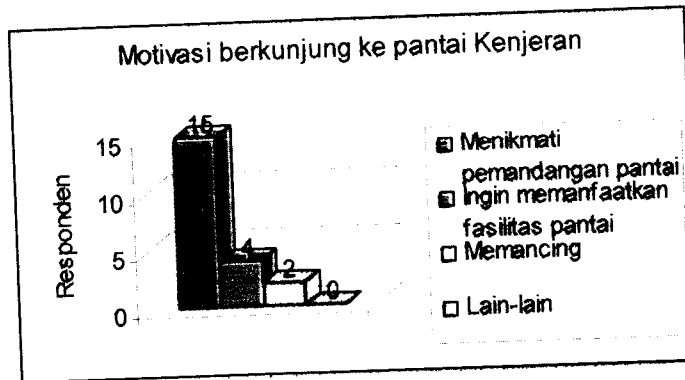 Motivasi berkunjung ke pantai Kenjeran
Responden
15
10
5
0
15
4
2
0
Menikmati
pemandangan pantai
Ingin memanfaatkan
fasilitas pantai
Memancing
Lain-lain